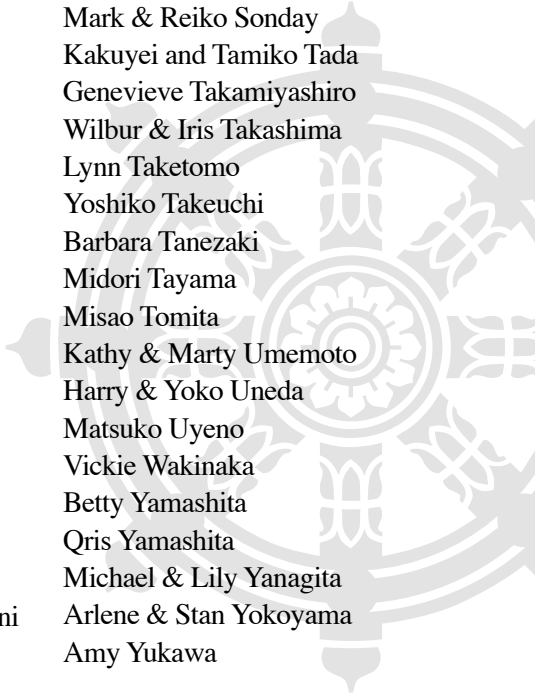 Mark & Reiko Sonday
Kakuyei and Tamiko Tada
Genevieve Takamiyashiro
Wilbur & Iris Takashima
Lynn Taketomo
Yoshiko Takeuchi
Barbara Tanezaki
Midori Tayama
Misao Tomita
Kathy & Marty Umemoto
Harry & Yoko Uneda
Matsuko Uyeno
Vickie Wakinaka
Betty Yamashita
Qris Yamashita
Michael & Lily Yanagita
ni Arlene & Stan Yokoyama
Amy Yukawa